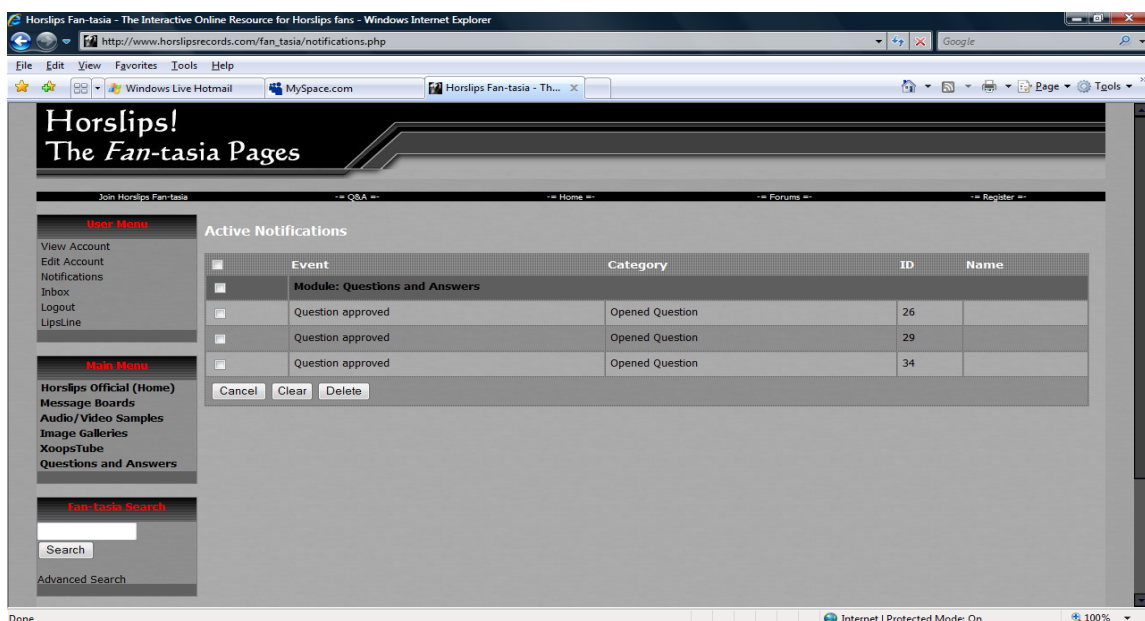 Horslips Fan-tasia - The Interactive Online Resource for Horslips fans - Windows Internet Explorer
http://www.horslipsrecords.com/fan_tasia/notifications.php
Google
File Edit View Favorites Tools Help
Windows Live Hotmail MySpace.com Horslips Fan-tasia - Th... Page Tools
Horslips!
The Fan-tasia Pages
Join Horslips Fan-tasia -= Q&A =- -= Home =- -= Forums =- -= Register =-
User Menu
View Account
Edit Account
Notifications
Inbox
Logout
LipsLine
Main Menu
Horslips Official (Home)
Message Boards
Audio/Video Samples
Image Galleries
XoopsTube
Questions and Answers
Fan-tasia Search
Search
Advanced Search
Active Notifications
Event Category ID Name
Module: Questions and Answers
Question approved Opened Question 26
Question approved Opened Question 29
Question approved Opened Question 34
Cancel Clear Delete
Done Internet | Protected Mode: On 100%